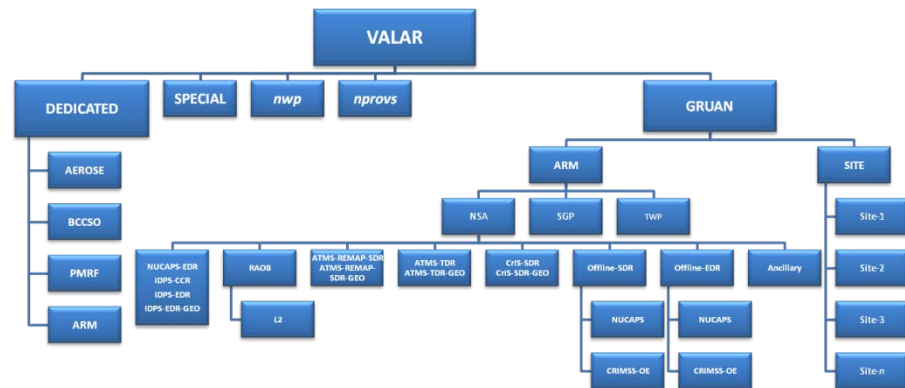 VALAR
DEDICATED
SPECIAL
nwp
nprovs
GRUAN
AEROSE
BCCSO
PMRF
ARM
ARM
SITE
NSA
SGP
TWP
Site-1
Site-2
Site-3
Site-n
NUCAPS-EDR
IDPS-CCR
IDPS-EDR
IDPS-EDR-GEO
RAOB
L2
ATMS-REMAP-SDR
ATMS-REMAP-
SDR-GEO
ATMS-TDR
ATMS-TDR-GEO
CrIS-SDR
CrIS-SDR-GEO
Offline-SDR
NUCAPS
CRIMSS-OE
Offline-EDR
NUCAPS
CRIMSS-OE
Ancillary